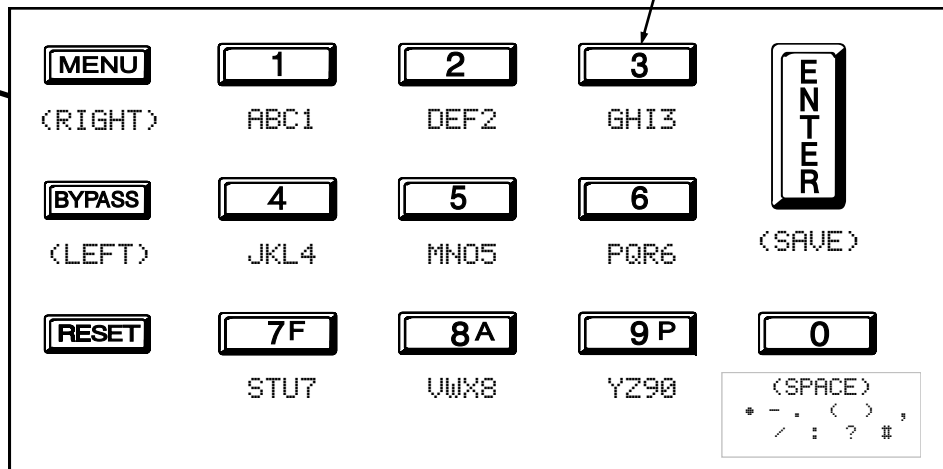 MENU 1 2 3 ENTER
(RIGHT) ABC1 DEF2 GHI3
BYPASS 4 5 6
(LEFT) JKL4 MNO5 PQR6 (SAVE)
RESET 7F 8A 9P 0
STU7 VWX8 YZ90 (SPACE)
* - . ( ) ,
/ : ? #